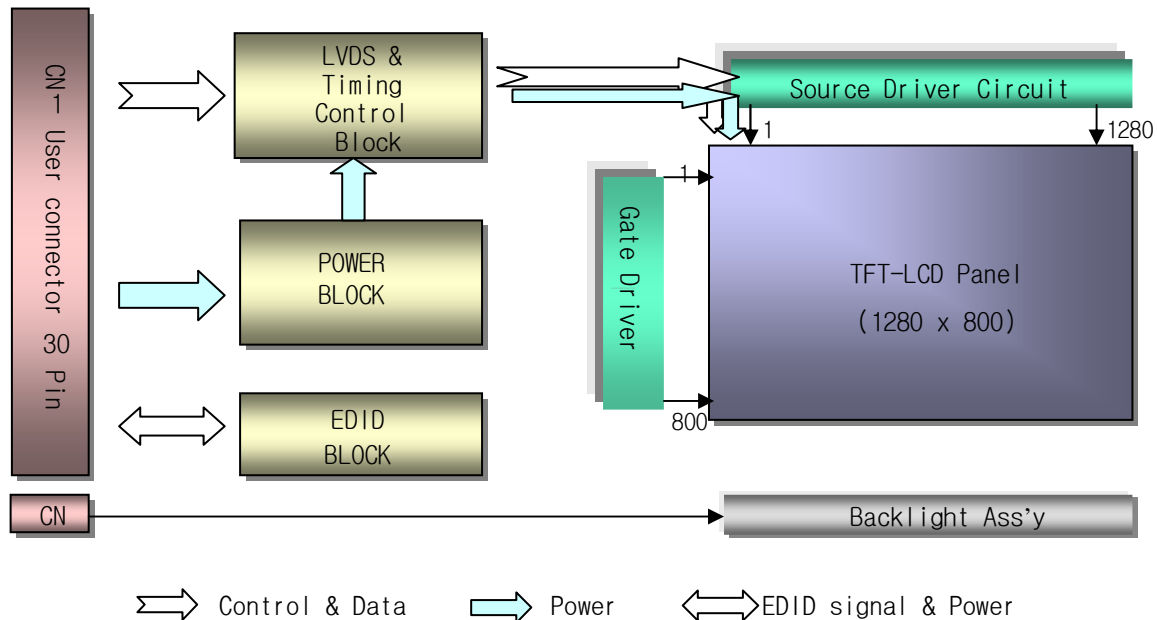 CN-1 User connector 30 Pin
LVDS &
Timing
Control
Block
Source Driver Circuit
1
1280
1
Gate Driver
800
TFT-LCD Panel
(1280 x 800)
POWER
BLOCK
EDID
BLOCK
CN
Backlight Ass'y
Control & Data
Power
EDID signal & Power